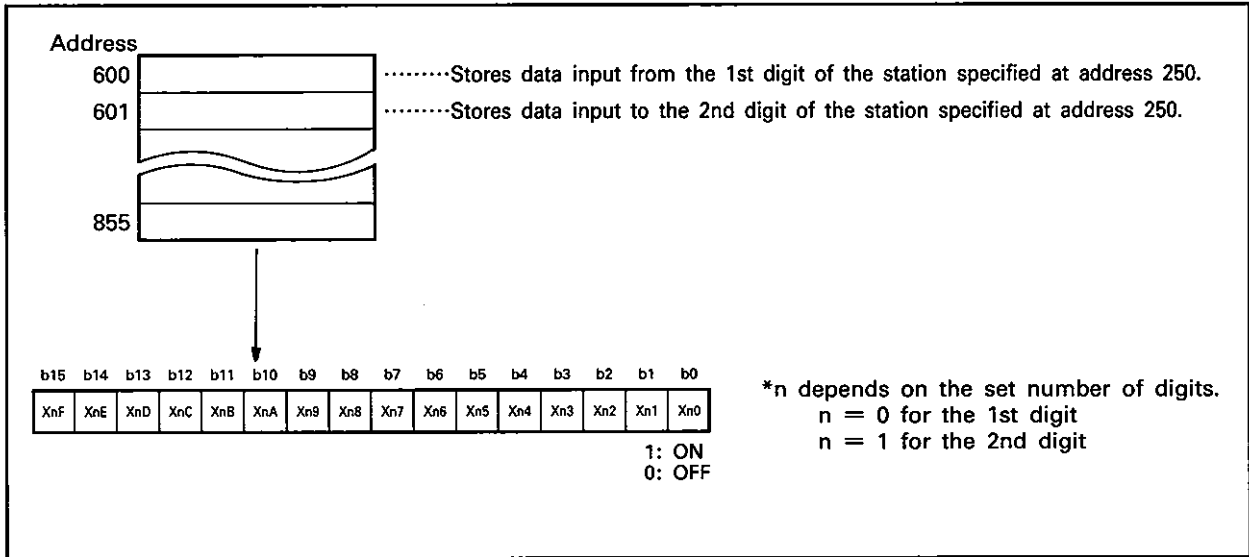 Address
600 ·········Stores data input from the 1st digit of the station specified at address 250.
601 ·········Stores data input to the 2nd digit of the station specified at address 250.
855
b15 b14 b13 b12 b11 b10 b9 b8 b7 b6 b5 b4 b3 b2 b1 b0
XnF XnE XnD XnC XnB XnA Xn9 Xn8 Xn7 Xn6 Xn5 Xn4 Xn3 Xn2 Xn1 Xn0
1: ON
0: OFF
*n depends on the set number of digits.
n = 0 for the 1st digit
n = 1 for the 2nd digit